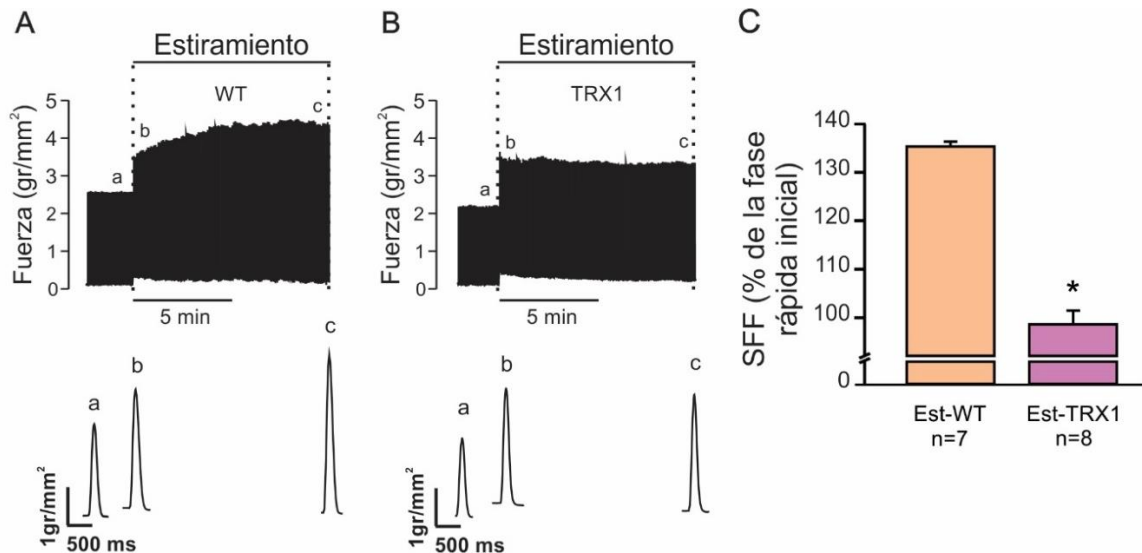 A
Estiramiento
WT
Fuerza (gr/mm²)
5
4
3
2
1
0
a
b
c
5 min
a
b
c
1gr/mm²
500 ms
B
Estiramiento
TRX1
Fuerza (gr/mm²)
5
4
3
2
1
0
a
b
c
5 min
a
b
c
1gr/mm²
500 ms
C
SFF (% de la fase
rápida inicial)
140
130
120
110
100
0
*
Est-WT
n=7
Est-TRX1
n=8